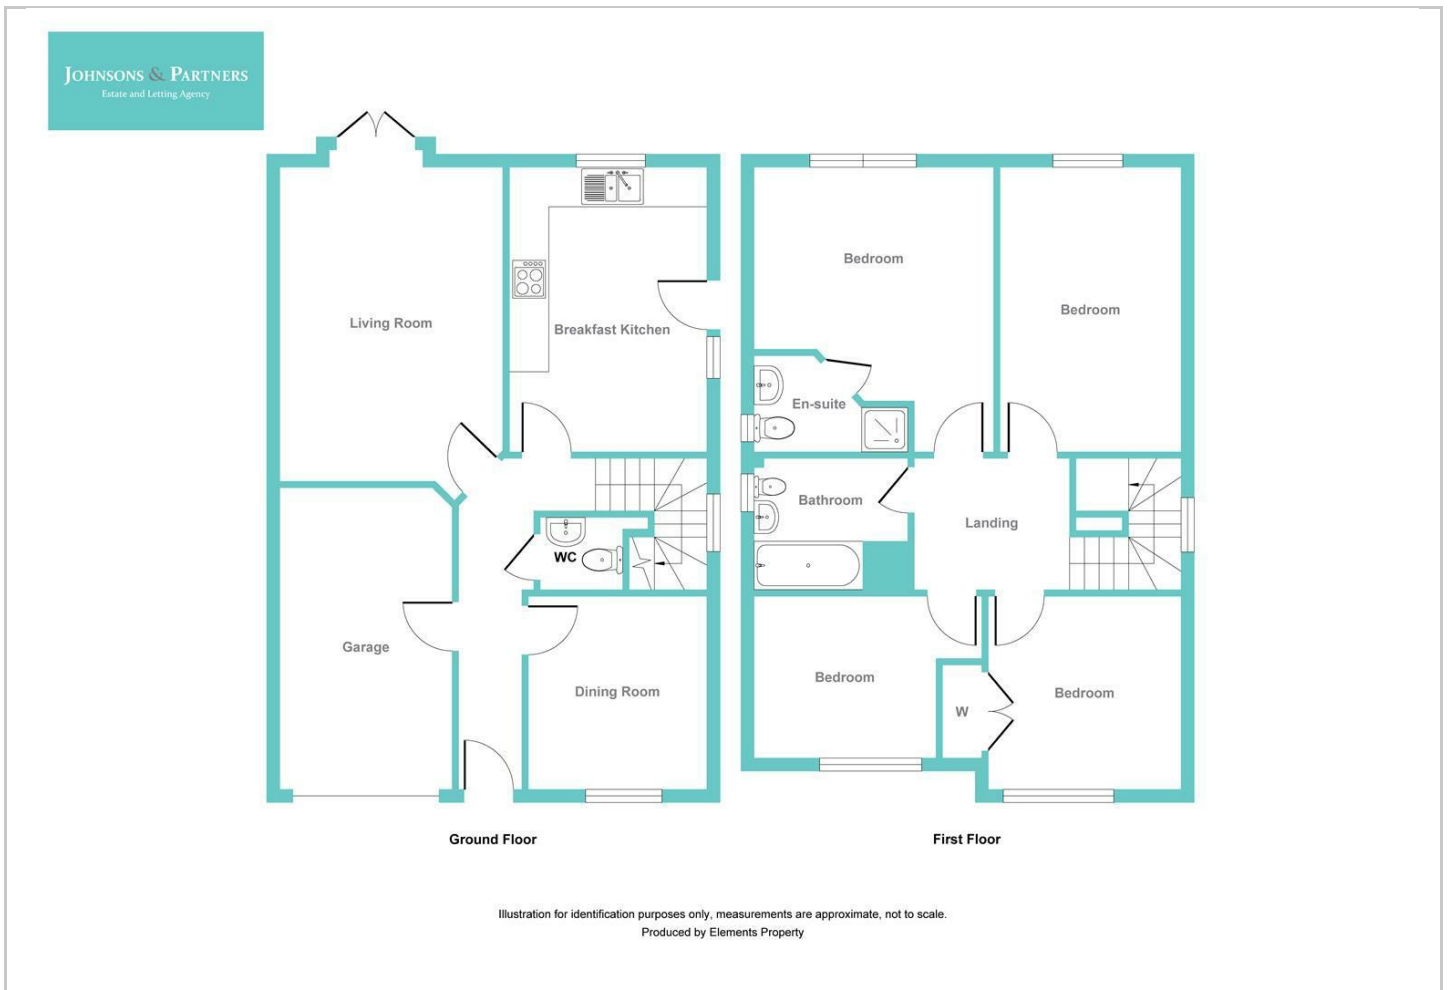 JOHNSONS & PARTNERS
Estate and Letting Agency
Living Room
Breakfast Kitchen
WC
Garage
Dining Room
Ground Floor
Bedroom
Bedroom
En-suite
Bathroom
Landing
Bedroom
W
Bedroom
First Floor
Illustration for identification purposes only, measurements are approximate, not to scale.
Produced by Elements Property